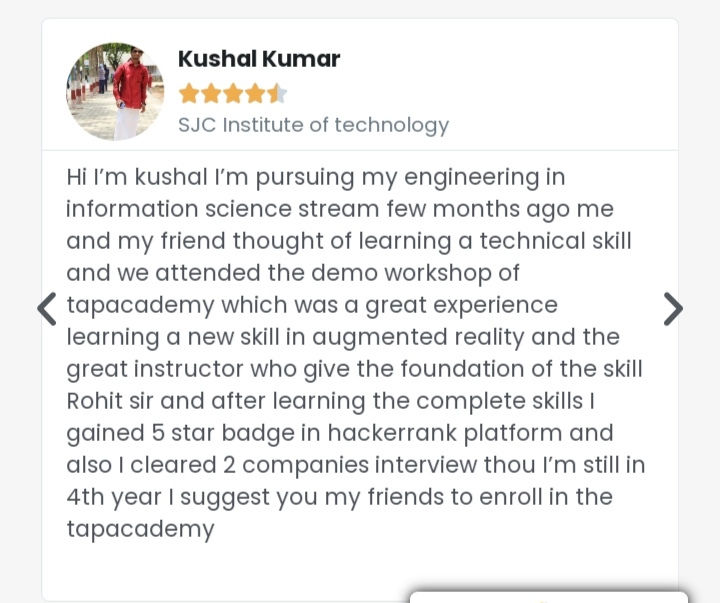 Kushal Kumar
SJC Institute of technology
Hi I’m kushal I’m pursuing my engineering in
information science stream few months ago me
and my friend thought of learning a technical skill
and we attended the demo workshop of
tapacademy which was a great experience
learning a new skill in augmented reality and the
great instructor who give the foundation of the skill
Rohit sir and after learning the complete skills I
gained 5 star badge in hackerrank platform and
also I cleared 2 companies interview thou I’m still in
4th year I suggest you my friends to enroll in the
tapacademy